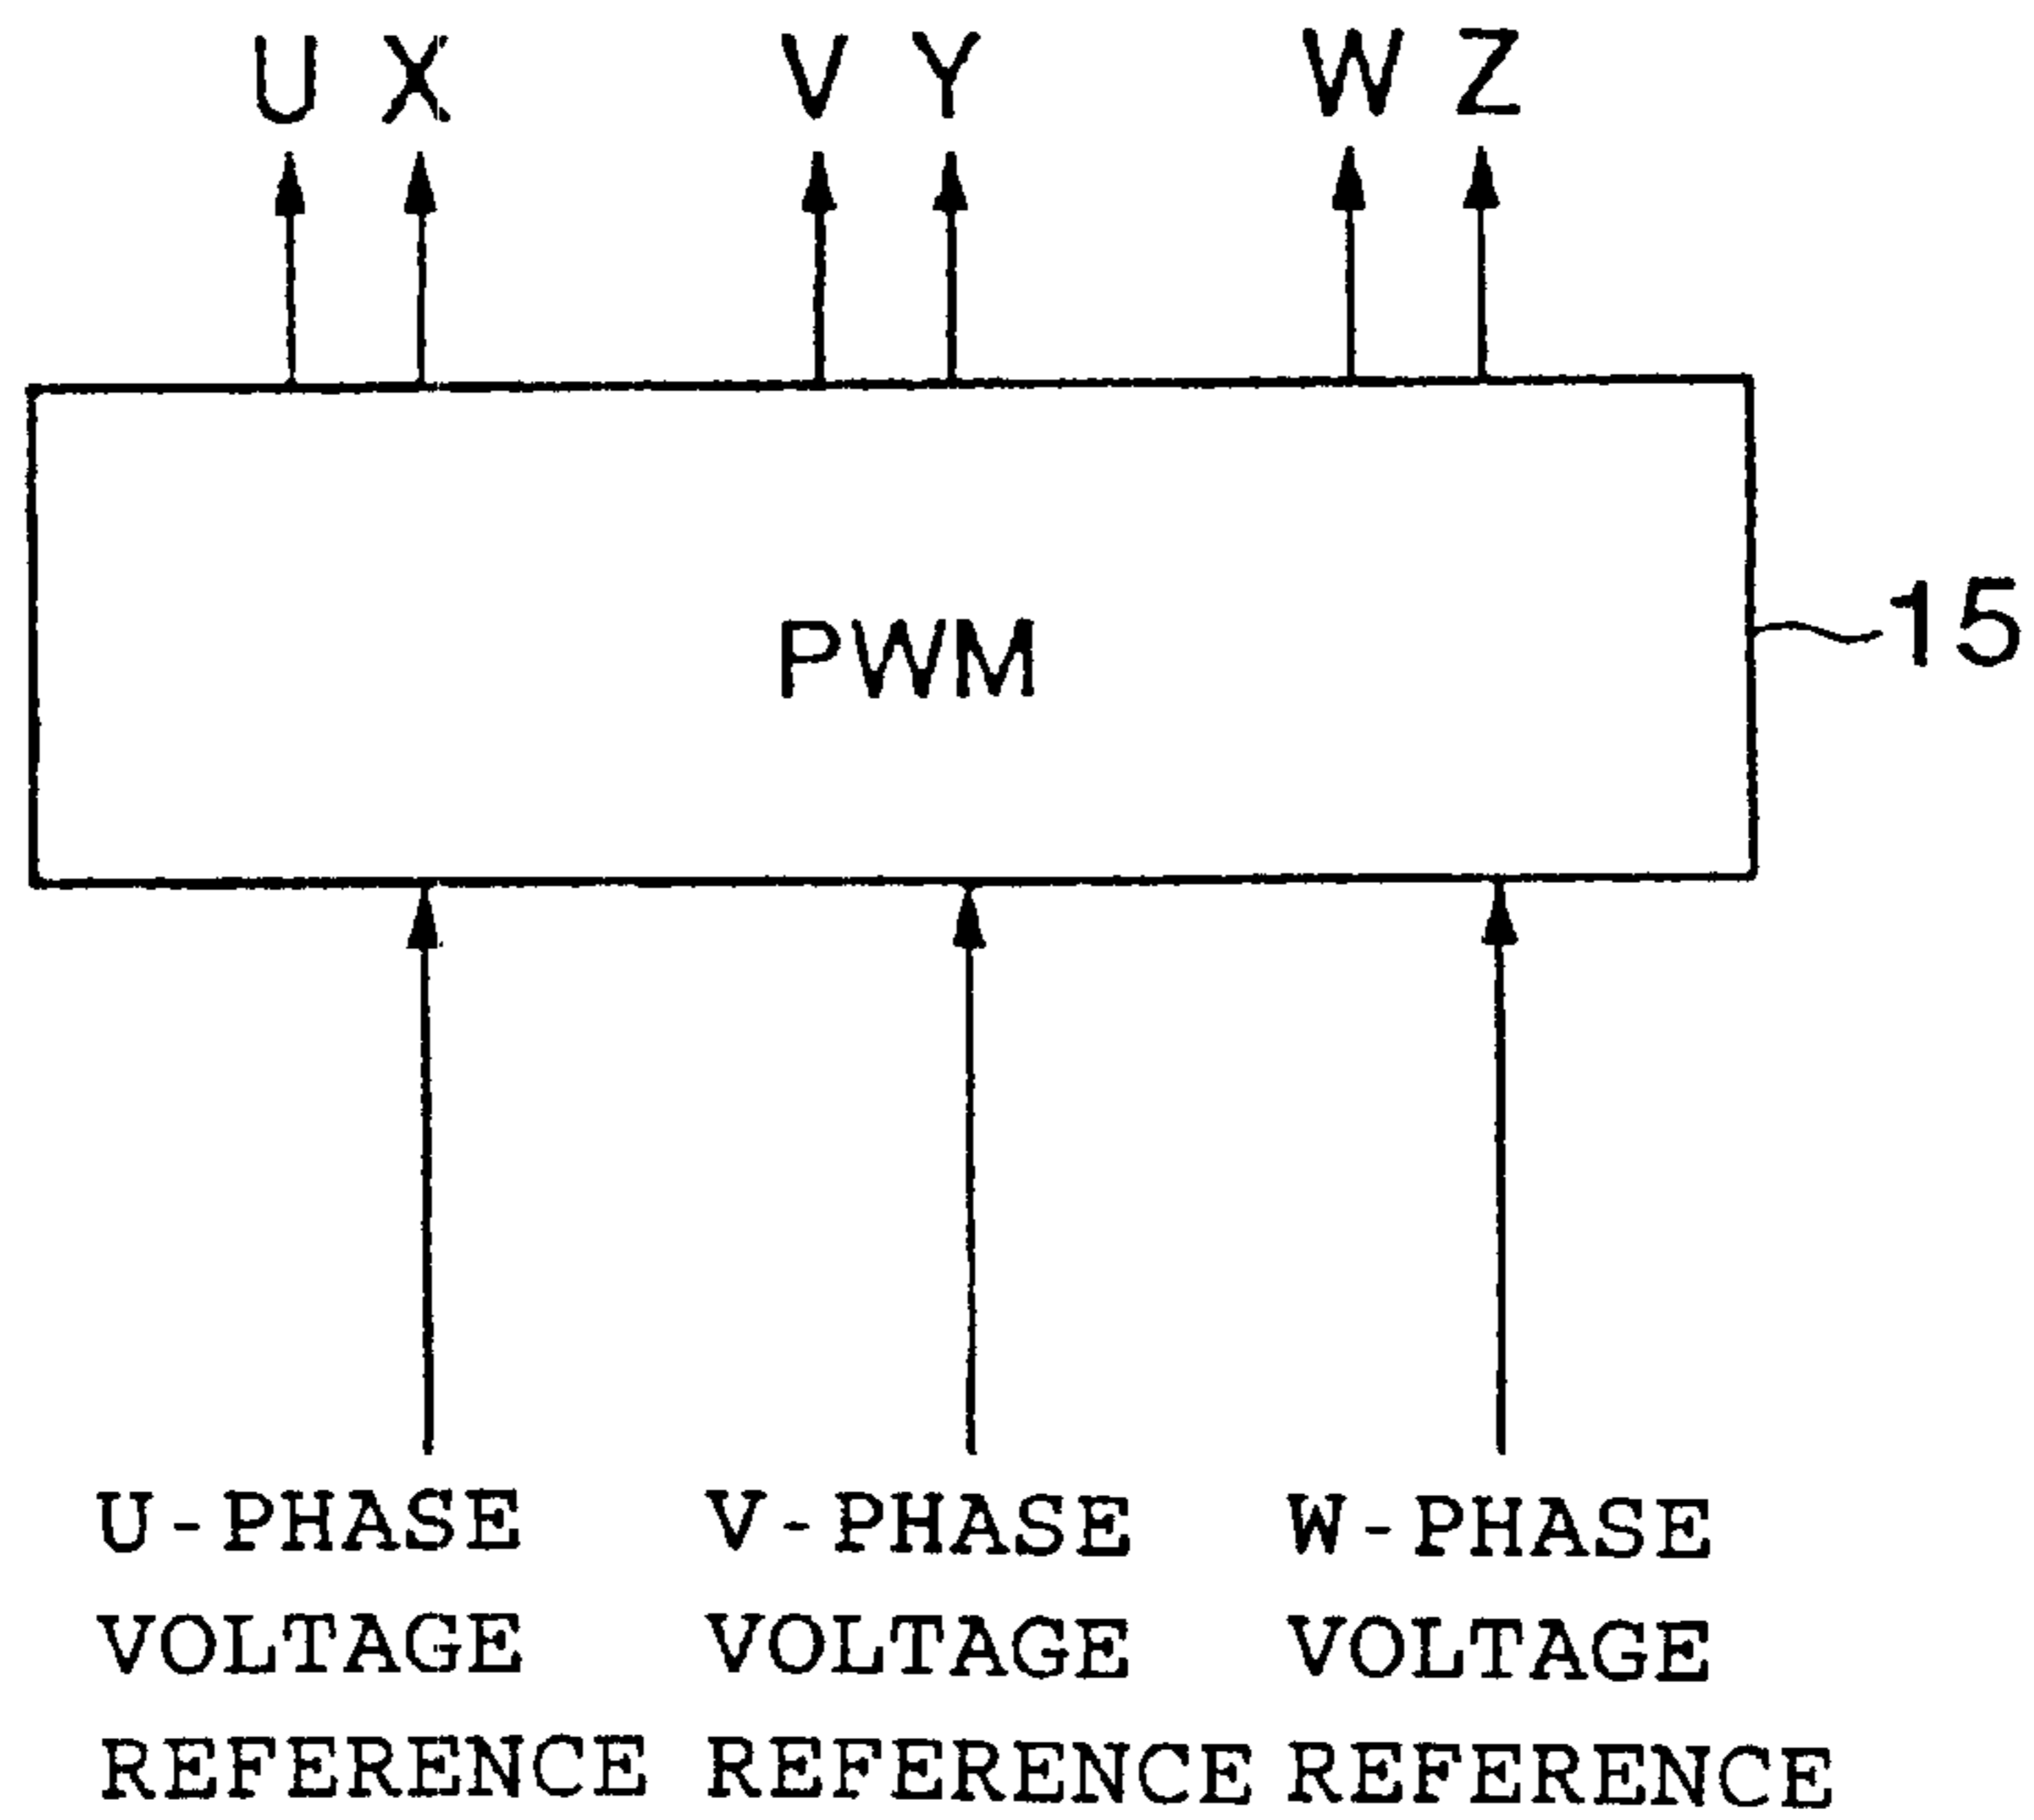 U X V Y W Z
PWM
15
U-PHASE V-PHASE W-PHASE
VOLTAGE VOLTAGE VOLTAGE
REFERENCE REFERENCE REFERENCE